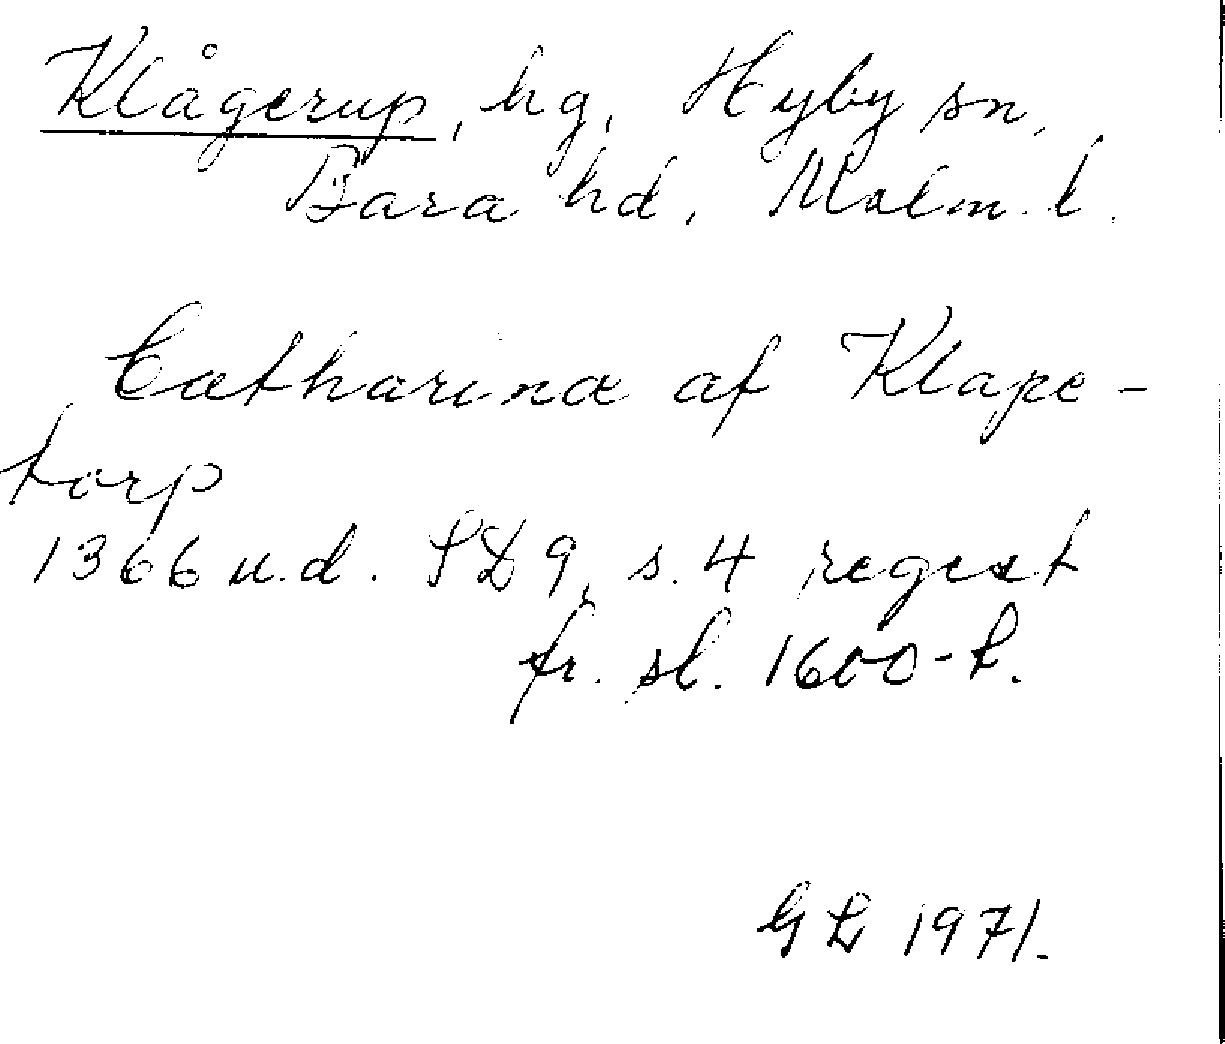 Klågerup, hg, Hyby sn,
Bara hd, Malm. l.
Catharina af Klape-
torp
1366 u.d. SD 9, s. 4 regest
fr. sl. 1600-t.
GL 1971.